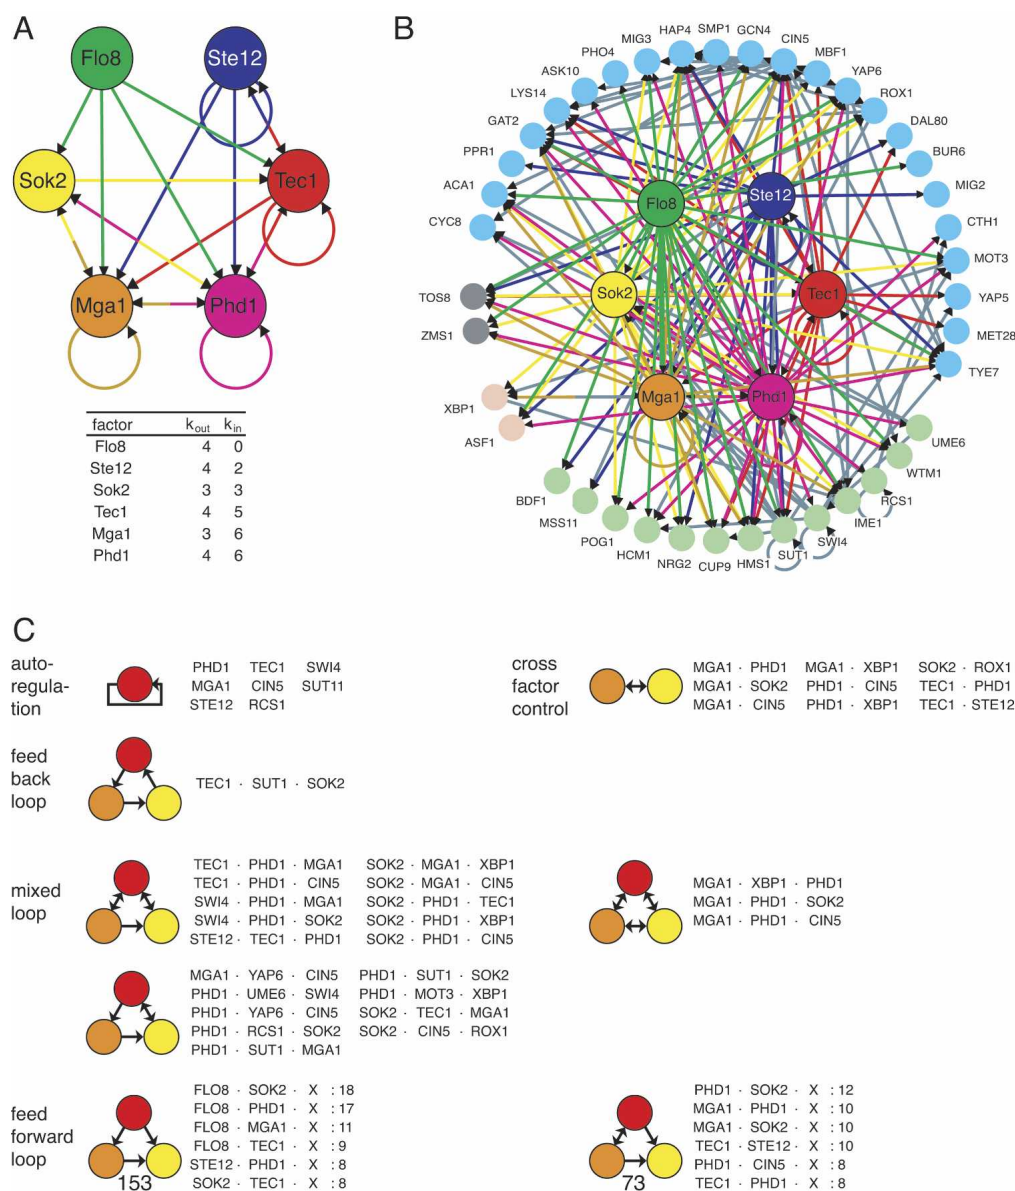 A
Flo8
Ste12
Sok2
Tec1
Mga1
Phd1
factor kout kin
Flo8 4 0
Ste12 4 2
Sok2 3 3
Tec1 4 5
Mga1 3 6
Phd1 4 6
B
SMP1
HAP4
GCN4
MIG3
CIN5
PHO4
MBF1
ASK10
YAP6
LYS14
ROX1
GAT2
DAL80
PPR1
BUR6
ACA1
MIG2
CYC8
CTH1
Flo8
Ste12
MOT3
TOS8
Sok2
Tec1
YAP5
ZMS1
MET28
TYE7
XBP1
Mga1
Phd1
ASF1
UME6
WTM1
BDF1
RCS1
MSS11
IME1
POG1
SWI4
HCM1
SUT1
NRG2
HMS1
CUP9
C
auto-
regula-
tion
PHD1 TEC1 SWI4
MGA1 CIN5 SUT11
STE12 RCS1
cross
factor
control
MGA1 · PHD1 MGA1 · XBP1 SOK2 · ROX1
MGA1 · SOK2 PHD1 · CIN5 TEC1 · PHD1
MGA1 · CIN5 PHD1 · XBP1 TEC1 · STE12
feed
back
loop
TEC1 · SUT1 · SOK2
mixed
loop
TEC1 · PHD1 · MGA1 SOK2 · MGA1 · XBP1
TEC1 · PHD1 · CIN5 SOK2 · MGA1 · CIN5
SWI4 · PHD1 · MGA1 SOK2 · PHD1 · TEC1
SWI4 · PHD1 · SOK2 SOK2 · PHD1 · XBP1
STE12 · TEC1 · PHD1 SOK2 · PHD1 · CIN5
MGA1 · XBP1 · PHD1
MGA1 · PHD1 · SOK2
MGA1 · PHD1 · CIN5
MGA1 · YAP6 · CIN5 PHD1 · SUT1 · SOK2
PHD1 · UME6 · SWI4 PHD1 · MOT3 · XBP1
PHD1 · YAP6 · CIN5 SOK2 · TEC1 · MGA1
PHD1 · RCS1 · SOK2 SOK2 · CIN5 · ROX1
PHD1 · SUT1 · MGA1
feed
forward
loop
153
FLO8 · SOK2 · X : 18
FLO8 · PHD1 · X : 17
FLO8 · MGA1 · X : 11
FLO8 · TEC1 · X : 9
STE12 · PHD1 · X : 8
SOK2 · TEC1 · X : 8
73
PHD1 · SOK2 · X : 12
MGA1 · PHD1 · X : 10
MGA1 · SOK2 · X : 10
TEC1 · STE12 · X : 10
PHD1 · CIN5 · X : 8
TEC1 · PHD1 · X : 8